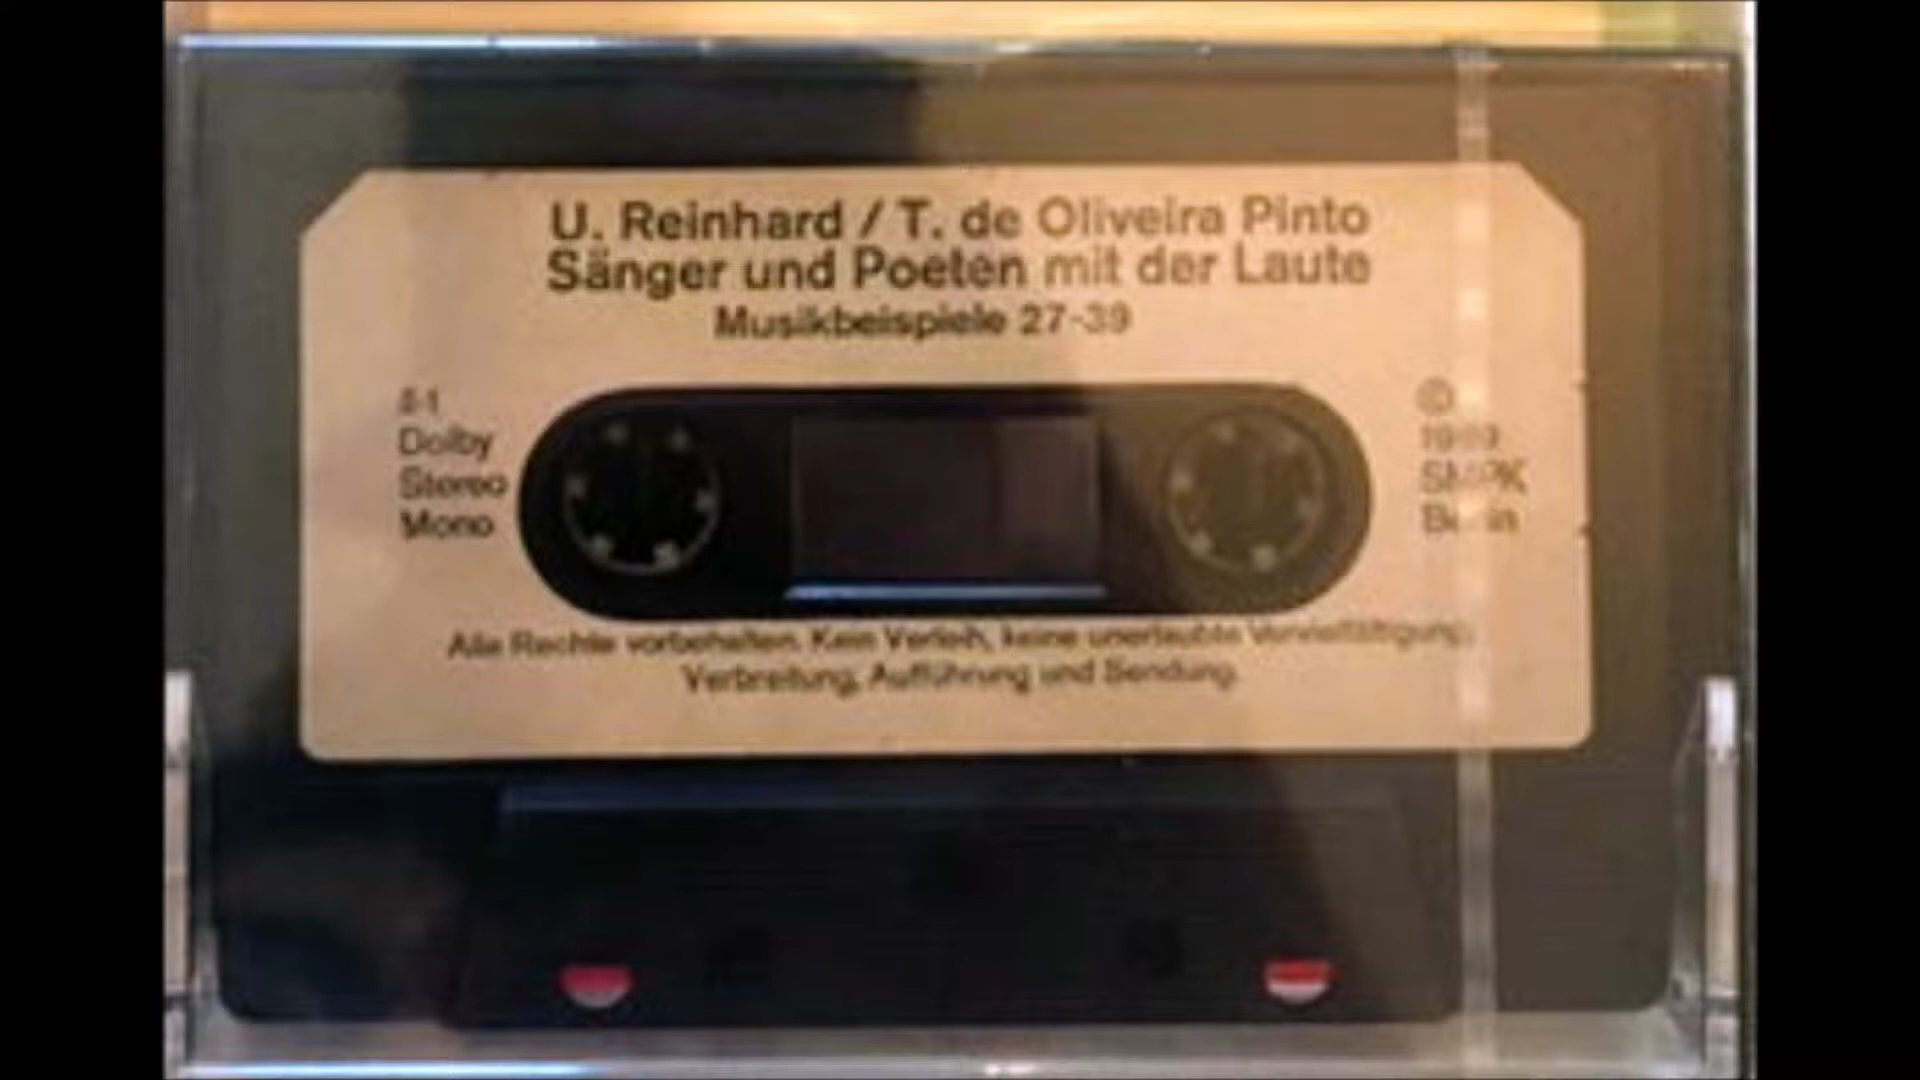 U. Reinhard / T. de Oliveira Pinto
Sänger und Poeten mit der Laute
Musikbeispiele 27-39
Dolby
Stereo
Mono
©
SMPK
Berlin
Alle Rechte vorbehalten. Kein Verleih, keine unerlaubte Vervielfältigung,
Verbreitung, Aufführung und Sendung.